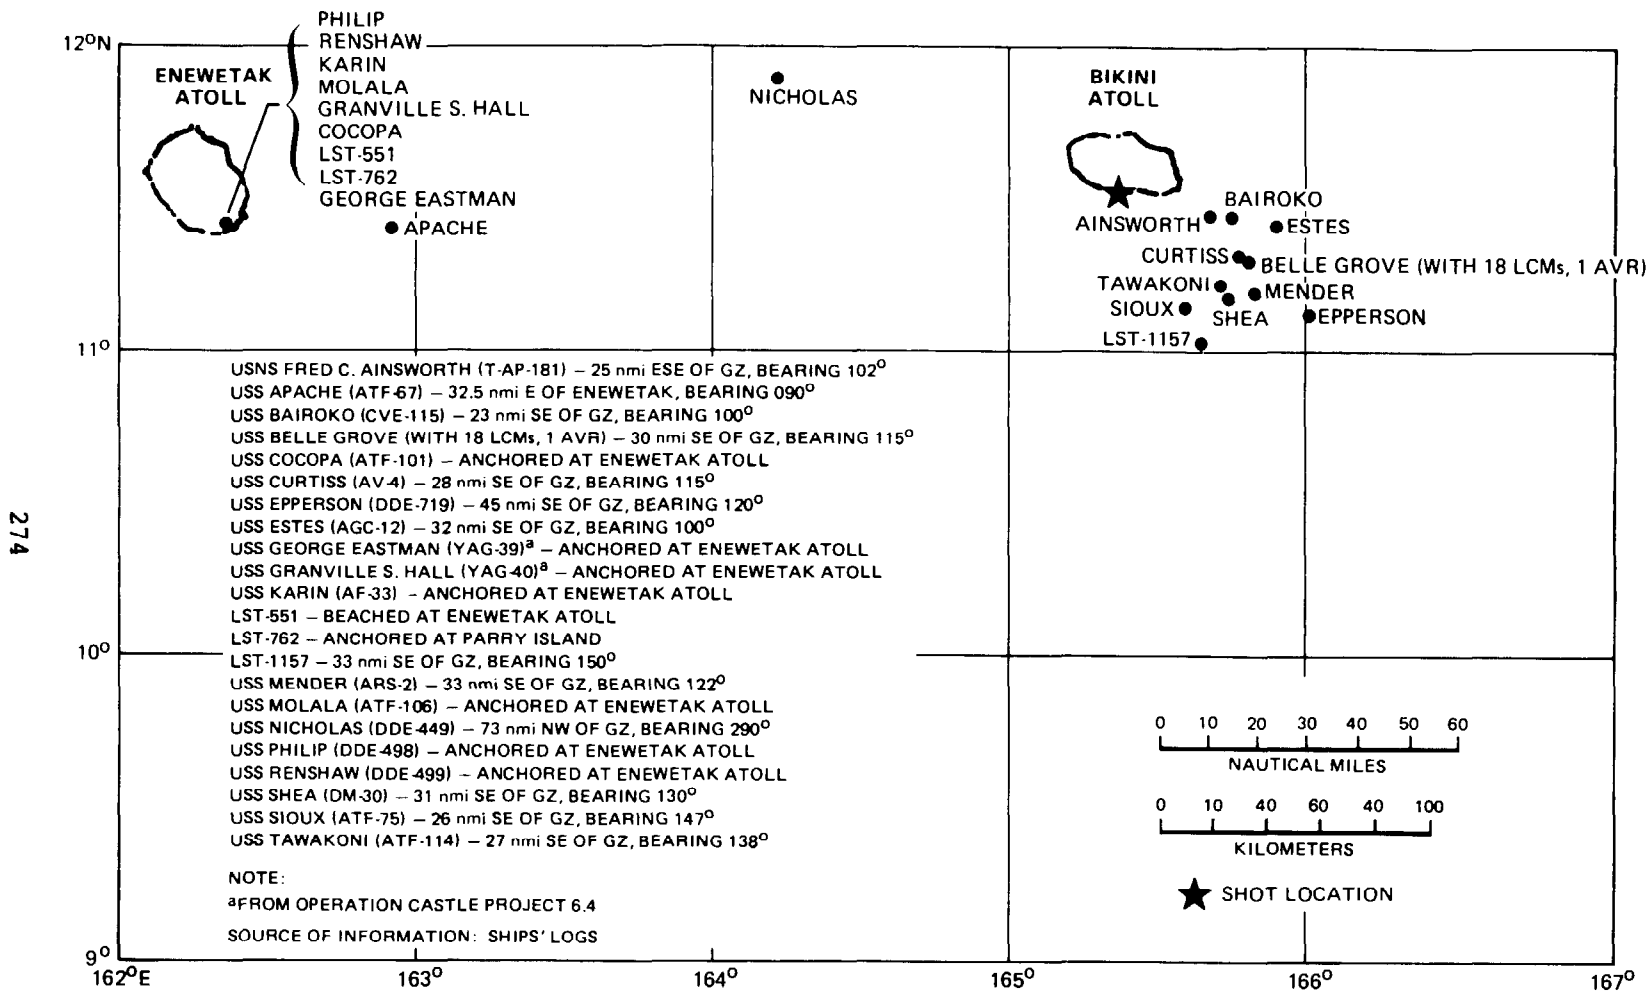 PHILIP
12°N
RENSHAW
KARIN
MOLALA
GRANVILLE S. HALL
COCOPA
LST-551
LST-762
GEORGE EASTMAN
ENEWETAK
ATOLL
APACHE
NICHOLAS
BIKINI
ATOLL
BAIROKO
AINSWORTH
ESTES
CURTISS
BELLE GROVE (WITH 18 LCMs, 1 AVR)
TAWAKONI
MENDER
SIOUX
SHEA
EPPERSON
LST-1157
11°
USNS FRED C. AINSWORTH (T-AP-181) – 25 nmi ESE OF GZ, BEARING 102°
USS APACHE (ATF-67) – 32.5 nmi E OF ENEWETAK, BEARING 090°
USS BAIROKO (CVE-115) – 23 nmi SE OF GZ, BEARING 100°
USS BELLE GROVE (WITH 18 LCMs, 1 AVR) – 30 nmi SE OF GZ, BEARING 115°
USS COCOPA (ATF-101) – ANCHORED AT ENEWETAK ATOLL
USS CURTISS (AV-4) – 28 nmi SE OF GZ, BEARING 115°
USS EPPERSON (DDE-719) – 45 nmi SE OF GZ, BEARING 120°
USS ESTES (AGC-12) – 32 nmi SE OF GZ, BEARING 100°
USS GEORGE EASTMAN (YAG-39)ª – ANCHORED AT ENEWETAK ATOLL
USS GRANVILLE S. HALL (YAG-40)ª – ANCHORED AT ENEWETAK ATOLL
USS KARIN (AF-33) – ANCHORED AT ENEWETAK ATOLL
LST-551 – BEACHED AT ENEWETAK ATOLL
LST-762 – ANCHORED AT PARRY ISLAND
10°
LST-1157 – 33 nmi SE OF GZ, BEARING 150°
USS MENDER (ARS-2) – 33 nmi SE OF GZ, BEARING 122°
USS MOLALA (ATF-106) – ANCHORED AT ENEWETAK ATOLL
USS NICHOLAS (DDE-449) – 73 nmi NW OF GZ, BEARING 290°
USS PHILIP (DDE-498) – ANCHORED AT ENEWETAK ATOLL
USS RENSHAW (DDE-499) – ANCHORED AT ENEWETAK ATOLL
USS SHEA (DM-30) – 31 nmi SE OF GZ, BEARING 130°
USS SIOUX (ATF-75) – 26 nmi SE OF GZ, BEARING 147°
USS TAWAKONI (ATF-114) – 27 nmi SE OF GZ, BEARING 138°
NOTE:
ªFROM OPERATION CASTLE PROJECT 6.4
SOURCE OF INFORMATION: SHIPS' LOGS
0 10 20 30 40 50 60
NAUTICAL MILES
0 10 40 60 40 100
KILOMETERS
SHOT LOCATION
9°
162°E 163° 164° 165° 166° 167°
274